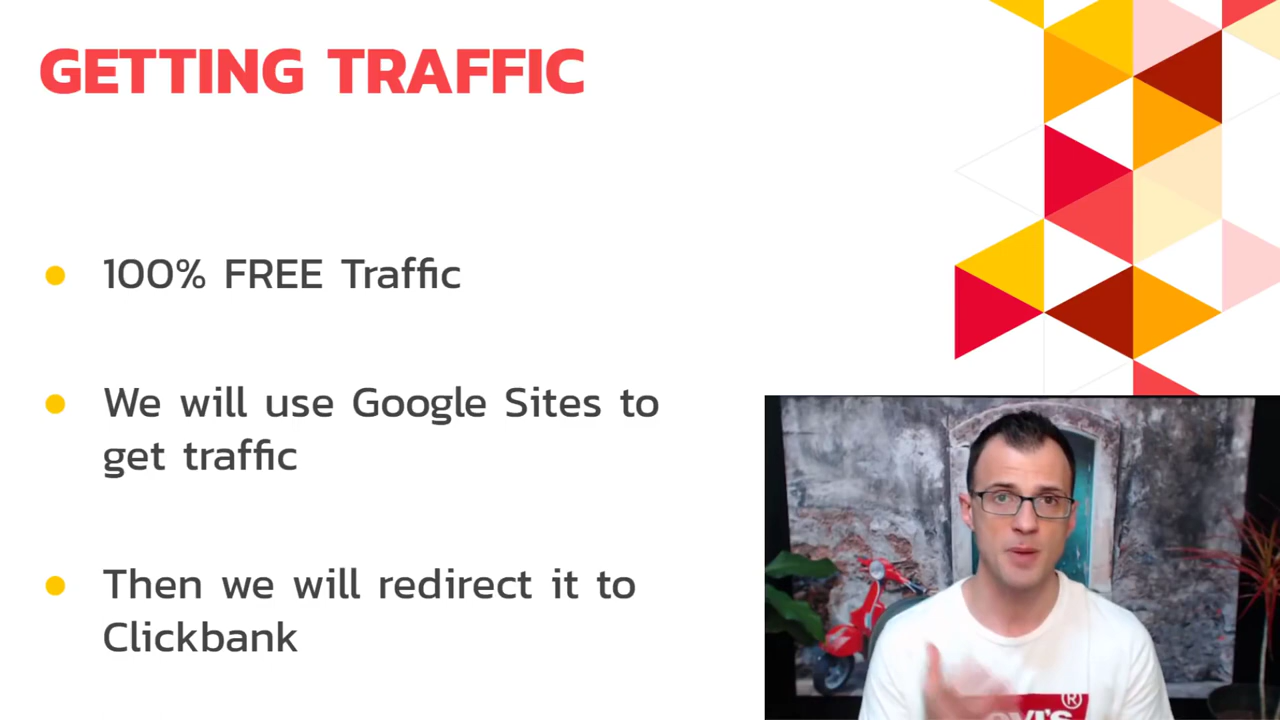 GETTING TRAFFIC
100% FREE Traffic
We will use Google Sites to
get traffic
Then we will redirect it to
Clickbank
®